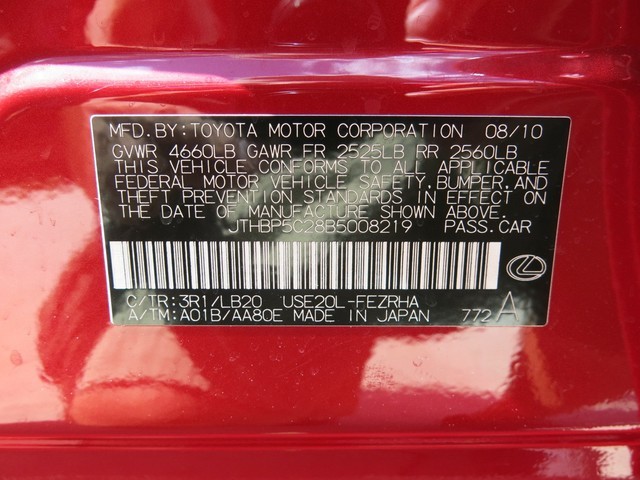 MFD.BY:TOYOTA MOTOR CORPORATION 08/10
GVWR 4660LB GAWR FR 2525LB RR 2560LB
THIS VEHICLE CONFORMS TO ALL APPLICABLE
FEDERAL MOTOR VEHICLE SAFETY,BUMPER,AND
THEFT PREVENTION STANDARDS IN EFFECT ON
THE DATE OF MANUFACTURE SHOWN ABOVE.
JTHBP5C28B5008219 PASS.CAR
C/TR:3R1/LB20 USE20L-FEZRHA
A/TM:A01B/AA80E MADE IN JAPAN 772 A